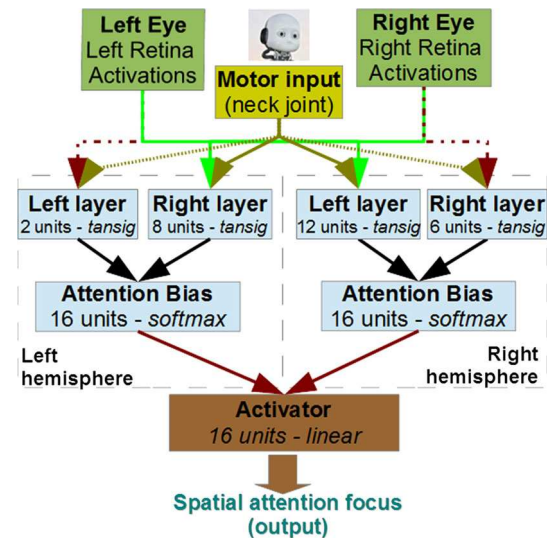 Left Eye
Left Retina
Activations
Right Eye
Right Retina
Activations
Motor input
(neck joint)
Left layer
2 units - tansig
Right layer
8 units - tansig
Left layer
12 units - tansig
Right layer
6 units - tansig
Attention Bias
16 units - softmax
Attention Bias
16 units - softmax
Left
hemisphere
Right
hemisphere
Activator
16 units - linear
Spatial attention focus
(output)